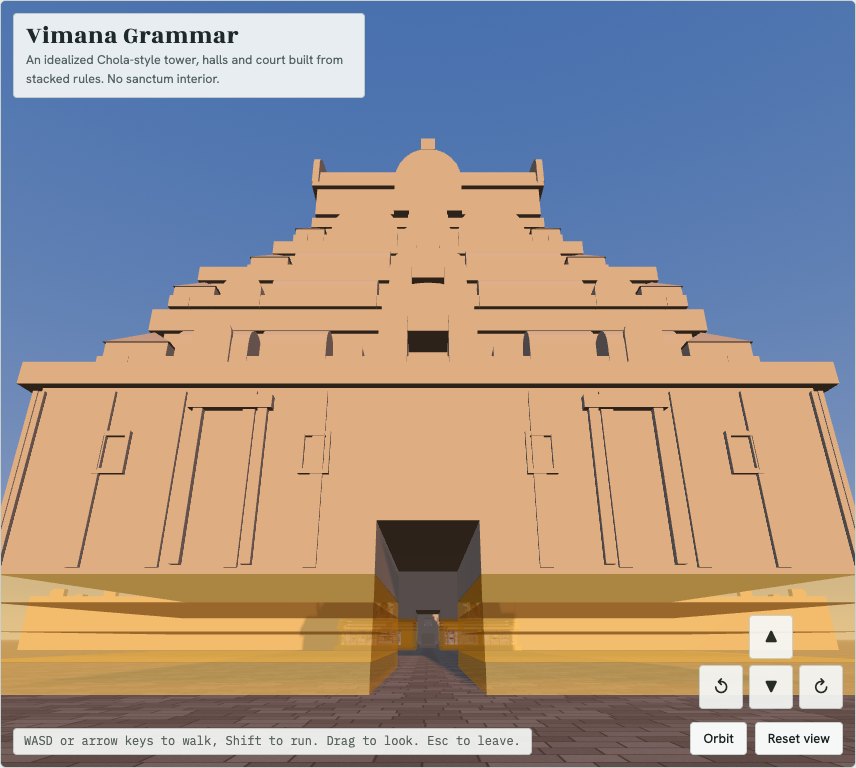 Vimana Grammar
An idealized Chola-style tower, halls and court built from
stacked rules. No sanctum interior.
▲
↺ ▼ ↻
WASD or arrow keys to walk, Shift to run. Drag to look. Esc to leave.
Orbit
Reset view